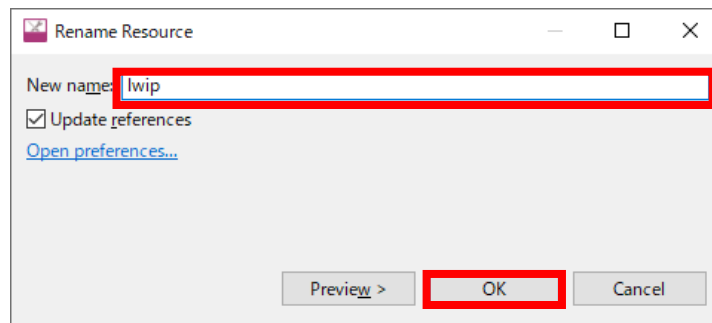 Rename Resource
New name: lwip
Update references
Open preferences...
Preview >
OK
Cancel